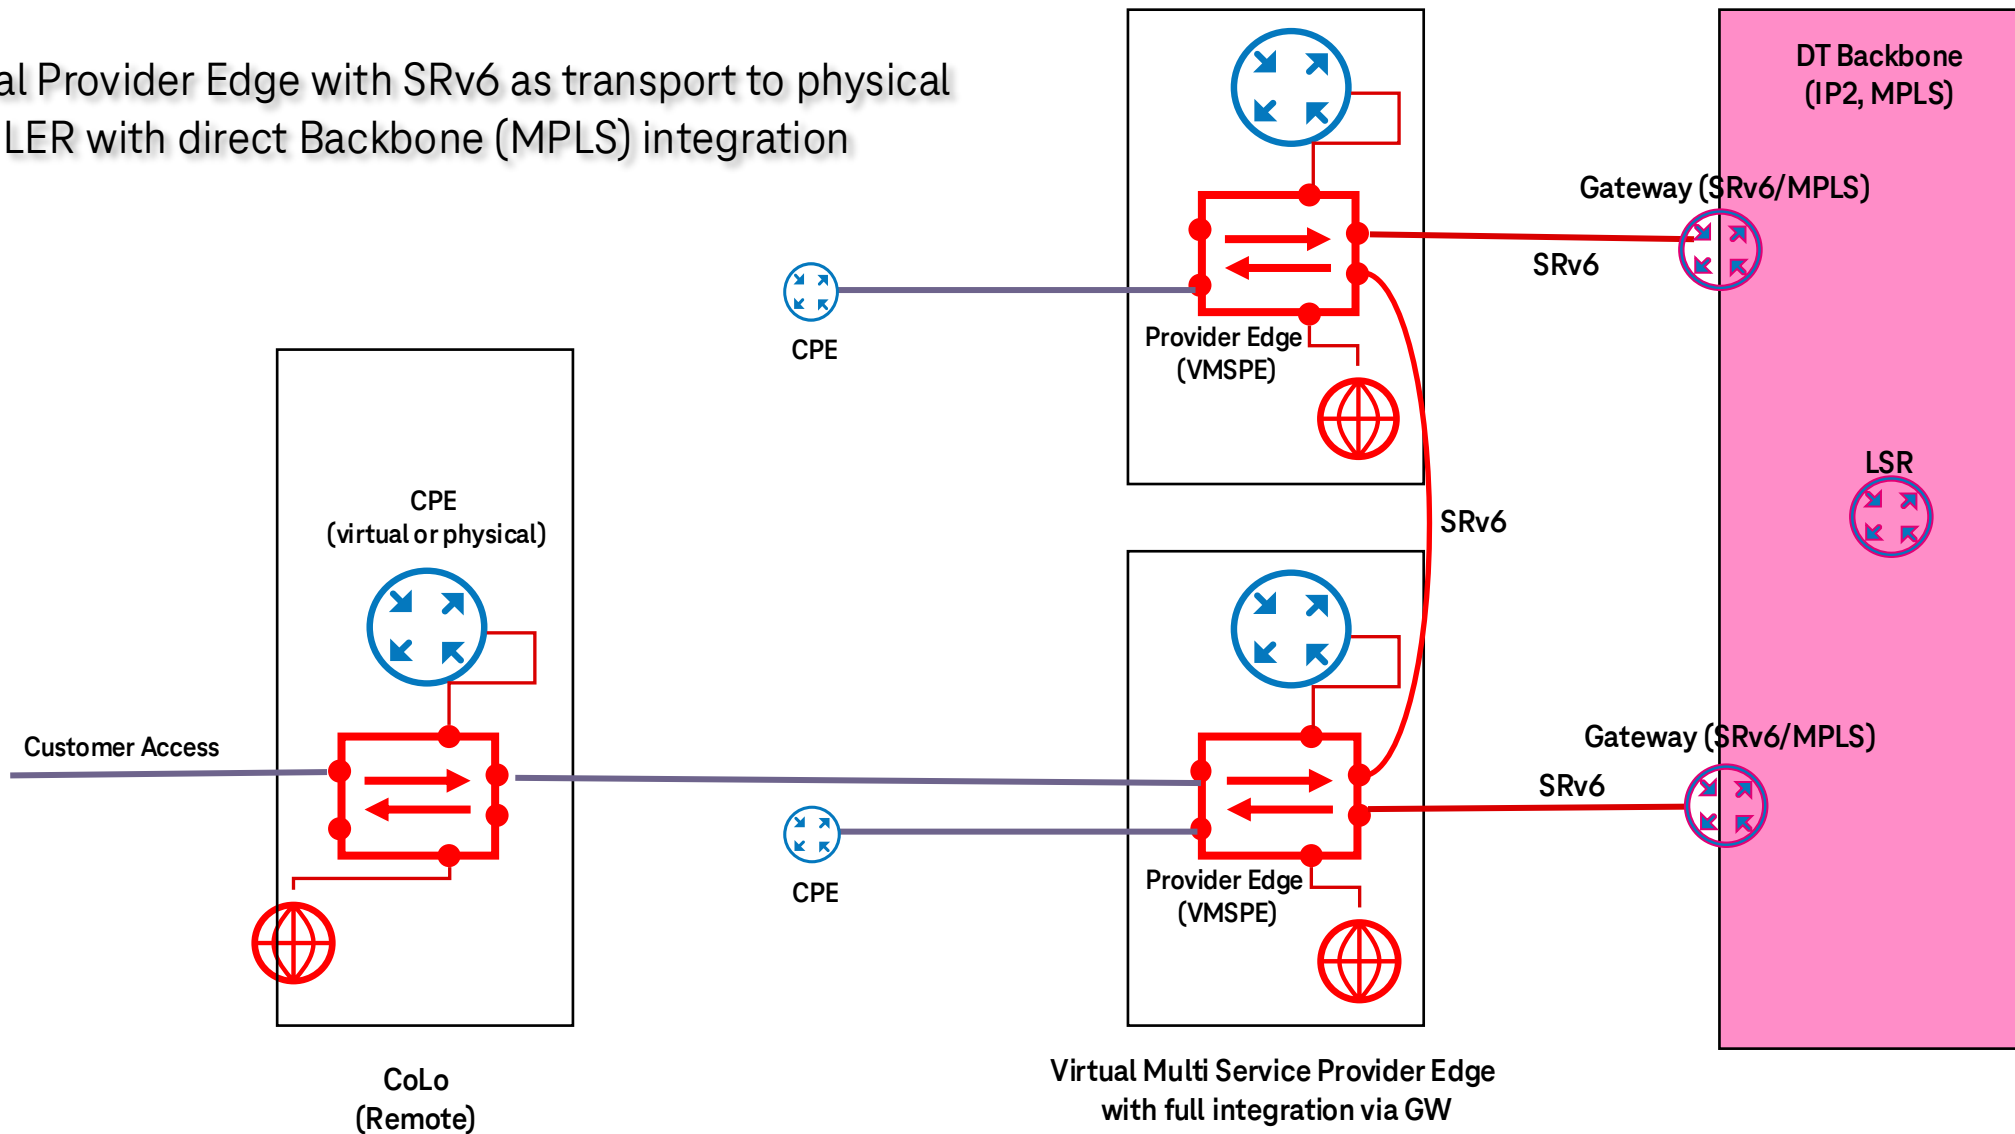 al Provider Edge with SRv6 as transport to physical
LER with direct Backbone (MPLS) integration
DT Backbone
(IP2, MPLS)
Gateway (SRv6/MPLS)
SRv6
CPE
Provider Edge
(VMSPE)
LSR
CPE
(virtual or physical)
SRv6
Customer Access
Gateway (SRv6/MPLS)
SRv6
CPE
Provider Edge
(VMSPE)
CoLo
(Remote)
Virtual Multi Service Provider Edge
with full integration via GW